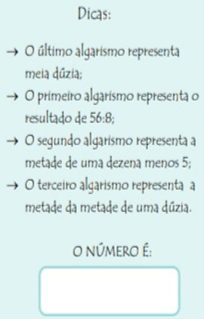 Dicas:
→ O último algarismo representa
meia dúzia;
→ O primeiro algarismo representa o
resultado de 56:8;
→ O segundo algarismo representa a
metade de uma dezena menos 5;
→ O terceiro algarismo representa a
metade da metade de uma dúzia.
O NÚMERO É: